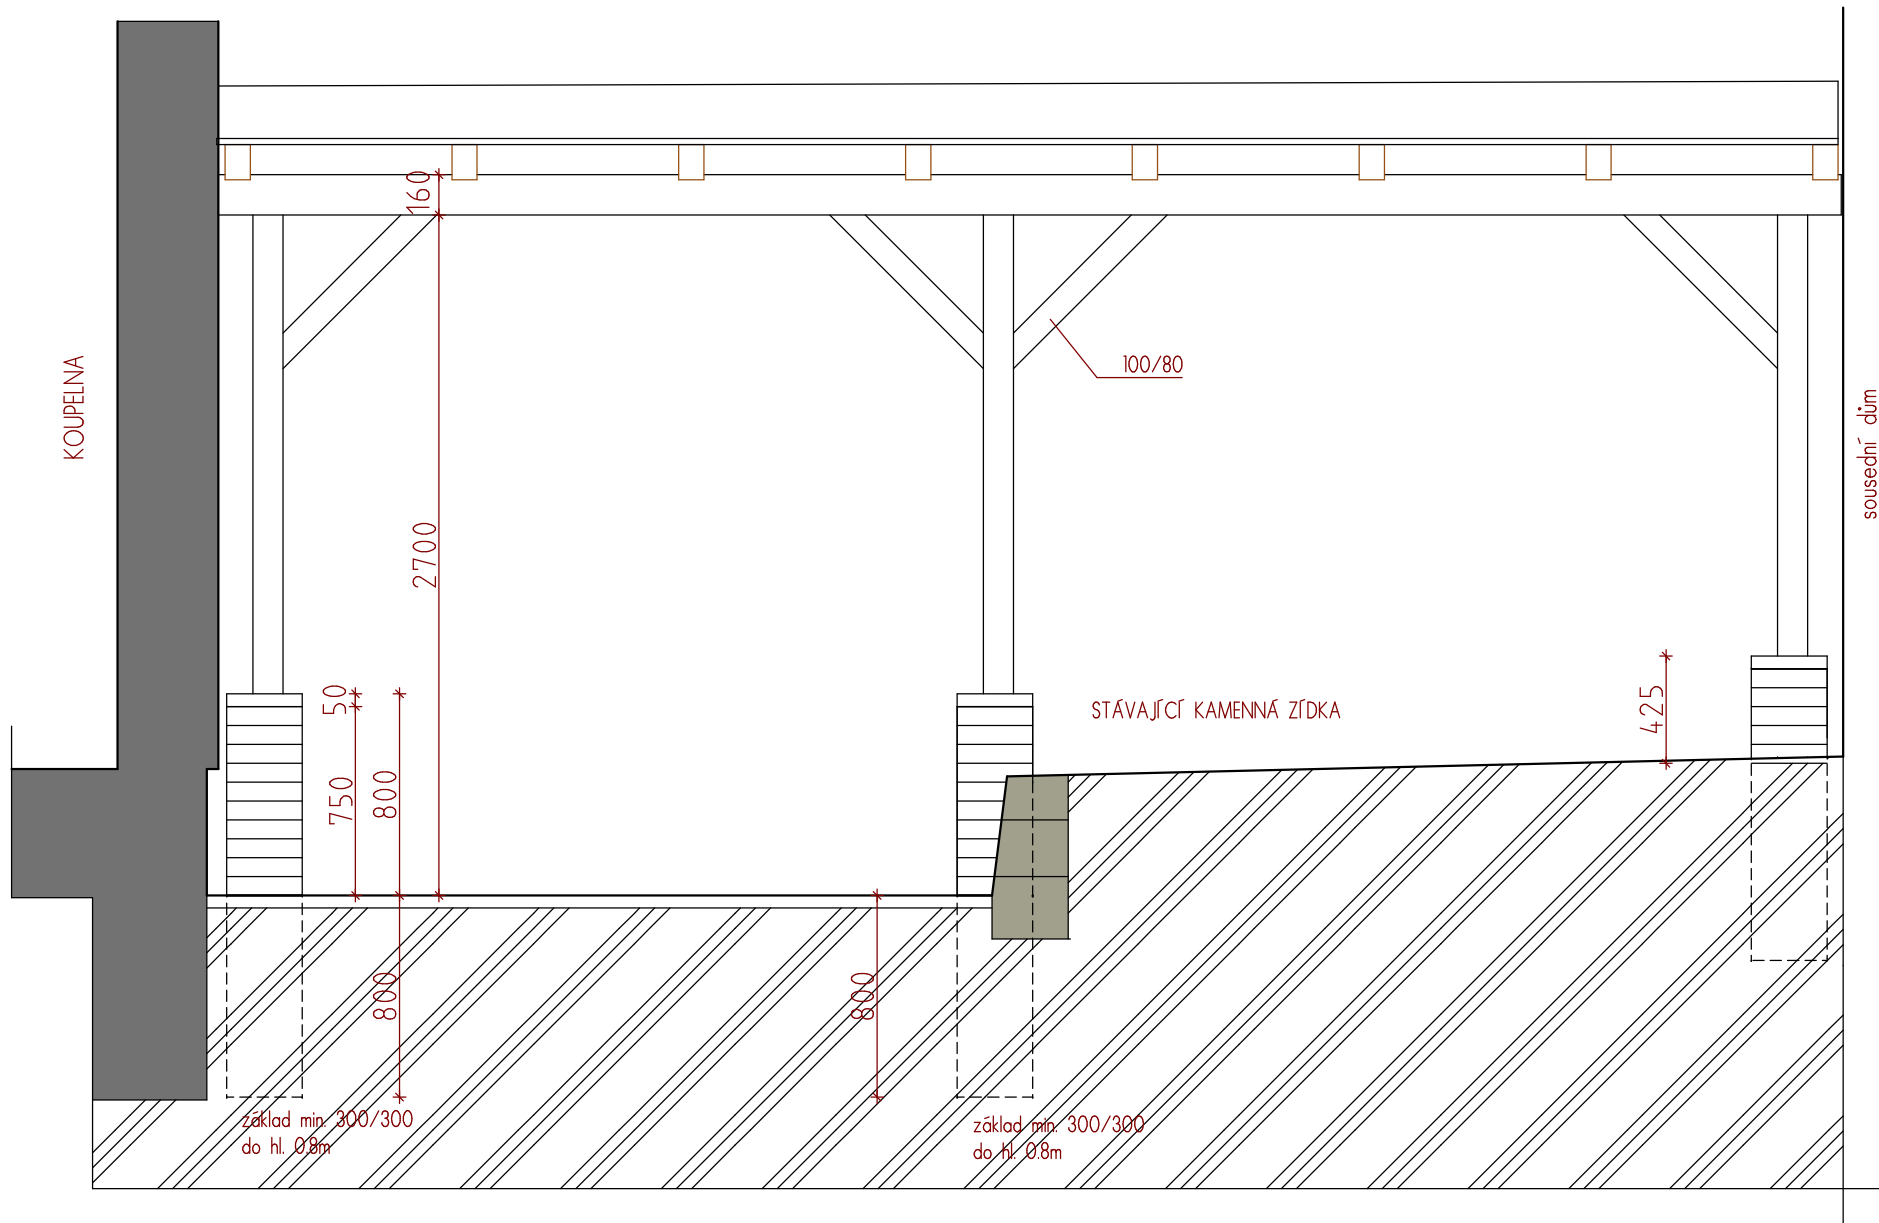 160
100/80
KOUPELNA
sousední dům
2700
50
STÁVAJÍCÍ KAMENNÁ ZÍDKA
425
750
800
800
800
základ min. 300/300
do hl. 0.8m
základ min. 300/300
do hl. 0.8m